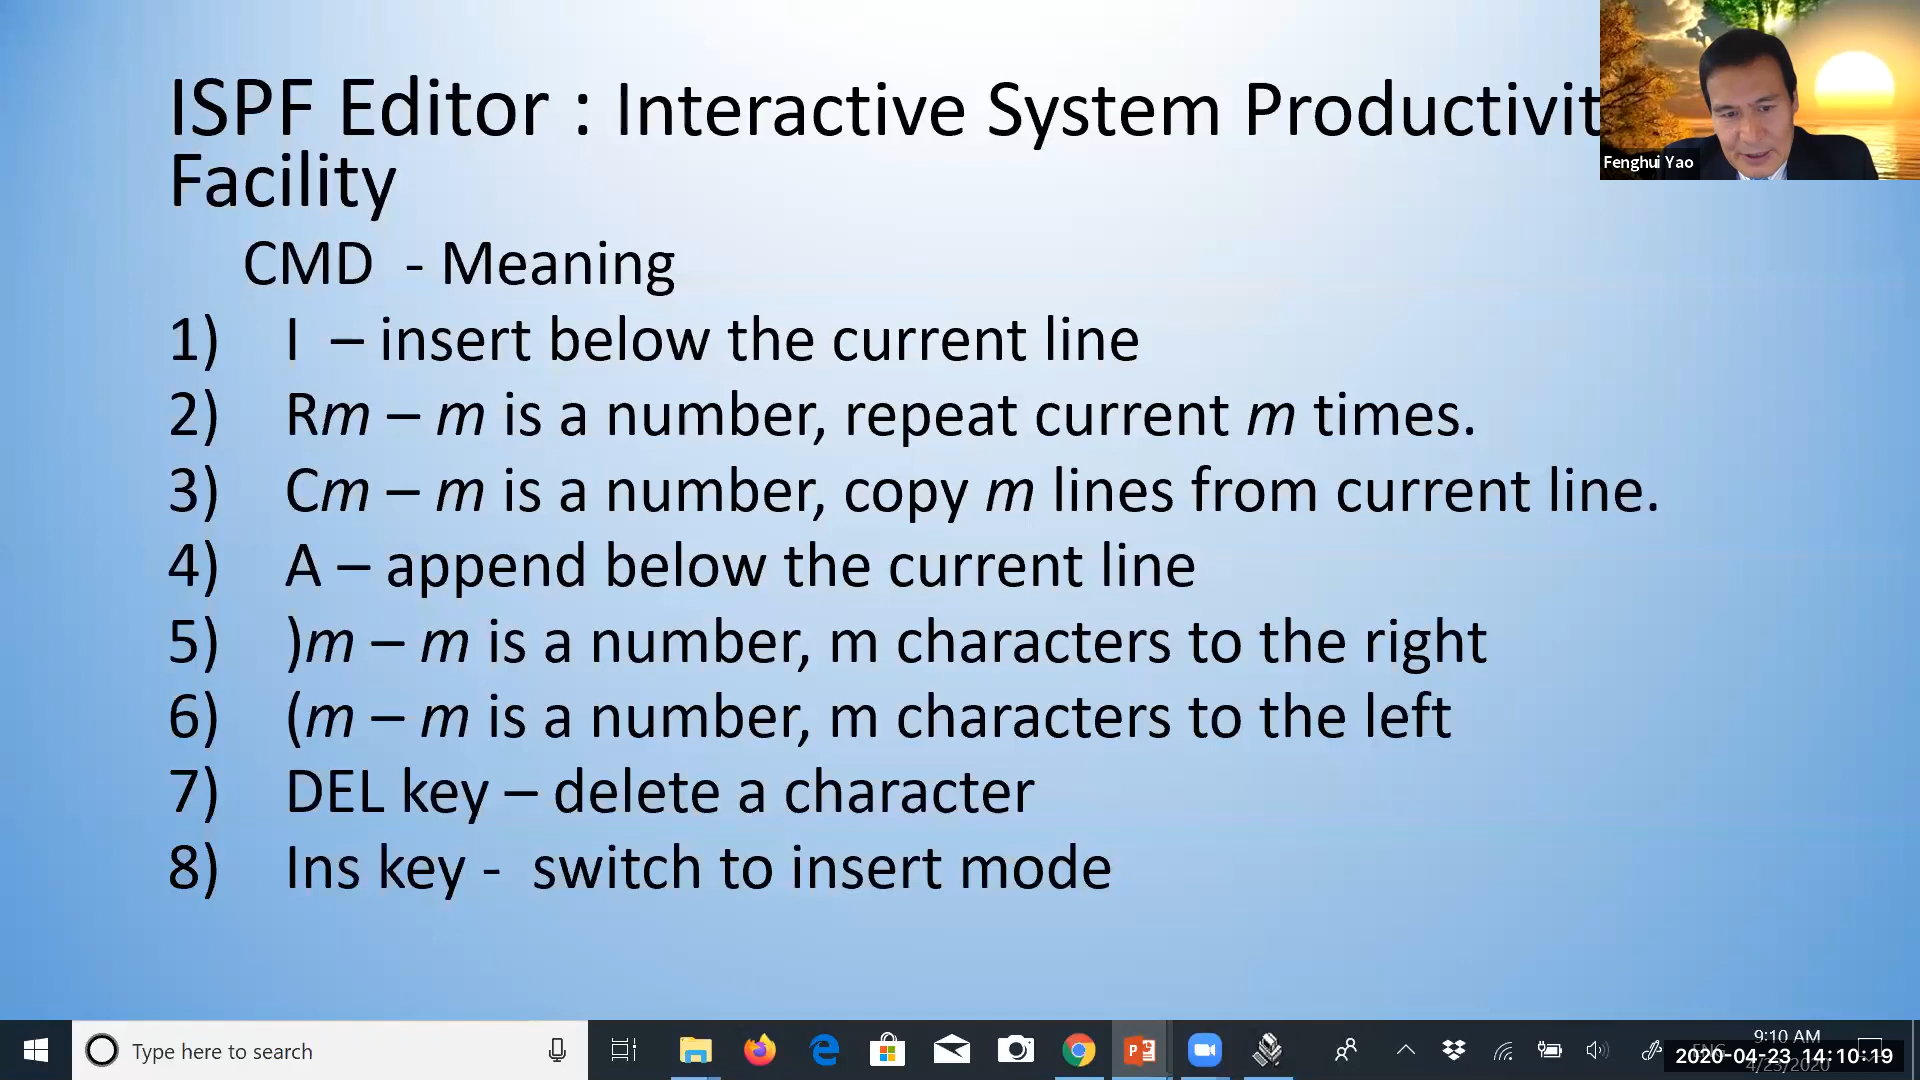 ISPF Editor : Interactive System Productivit
Facility
CMD - Meaning
1) I – insert below the current line
2) Rm – m is a number, repeat current m times.
3) Cm – m is a number, copy m lines from current line.
4) A – append below the current line
5) )m – m is a number, m characters to the right
6) (m – m is a number, m characters to the left
7) DEL key – delete a character
8) Ins key - switch to insert mode
Fenghui Yao
Type here to search
9:10 AM
ENG
2020-04-23 14:10:19
4/23/2020